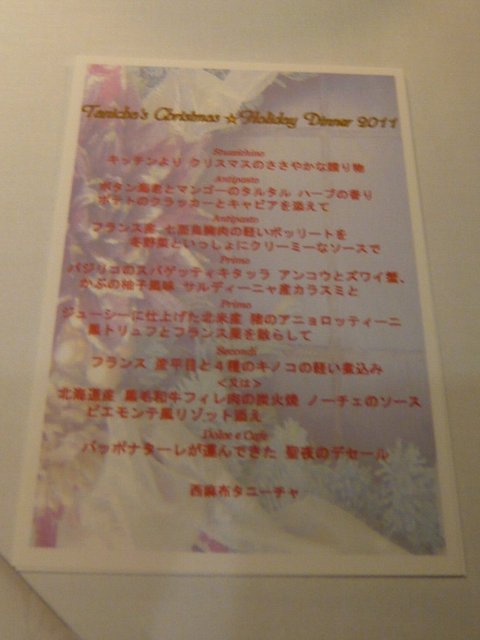 Tanicha's Christmas ☆ Holiday Dinner 2011
Stuzzichino
キッチンより クリスマスのささやかな贈り物
Antipasto
ボタン海老とマンゴーのタルタル ハーブの香り
ポテトのクラッカーとキャビアを添えて
Antipasto
フランス産 七面鳥胸肉の軽いボッリートを
冬野菜といっしょにクリーミーなソースで
Primo
バジリコのスパゲッティキタッラ アンコウとズワイ蟹、
かぶの柚子風味 サルディーニャ産カラスミと
Primo
ジューシーに仕上げた北米産 猪のアニョロッティーニ
黒トリュフとフランス栗を散らして
Secondi
フランス 平目と4種のキノコの軽い煮込み
<又は>
北海道産 黒毛和牛フィレ肉の炭火焼 ノーチェのソース
ピエモンテ風リゾット添え
Dolce e Cafe
バッボナターレが運んできた 聖夜のデセール
西麻布タニーチャ